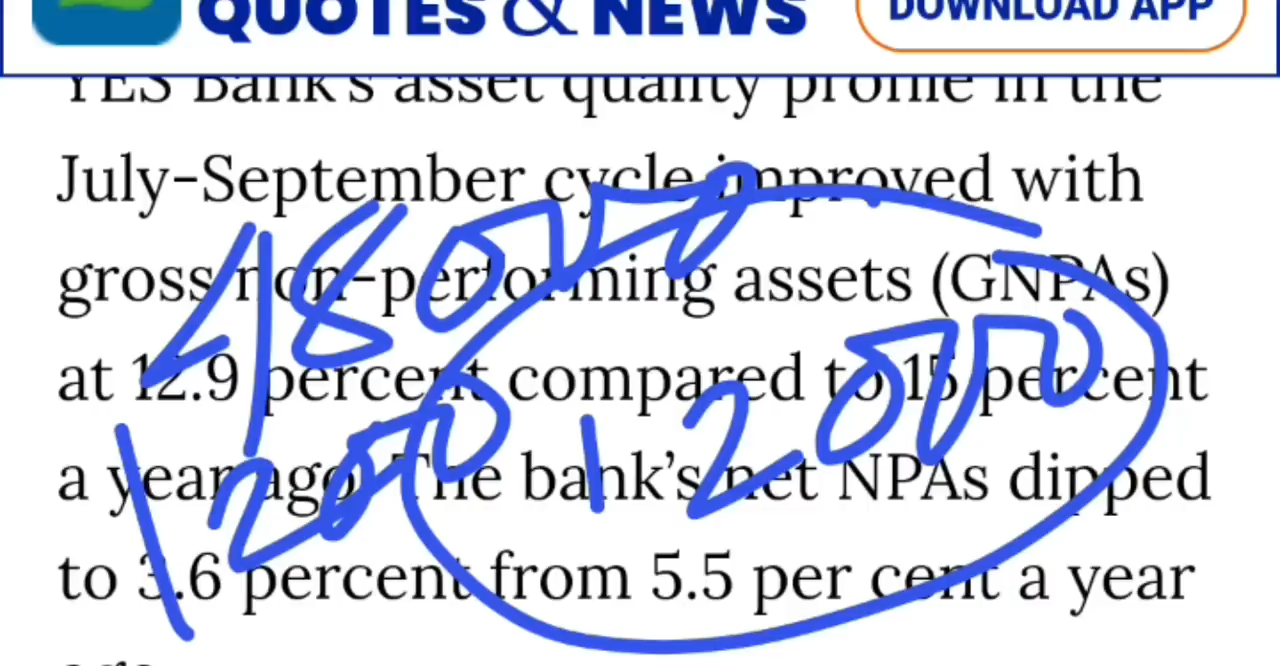 QUOTES & NEWS DOWNLOAD APP
YES Bank's asset quality profile in the
July-September cycle improved with
gross non-performing assets (GNPAs)
at 12.9 percent compared to 15 percent
a year ago. The bank's net NPAs dipped
to 3.6 percent from 5.5 per cent a year
48000
12000
12000